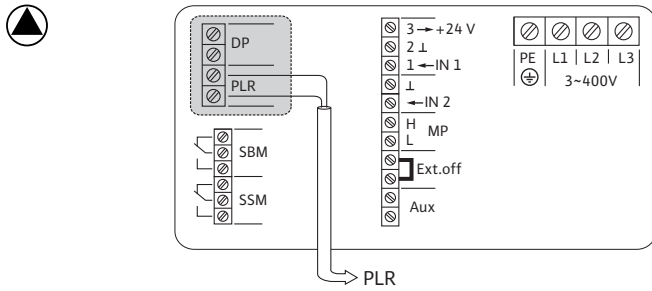 DP
PLR
SBM
SSM
3 → +24 V
2 ⊥
1 ← IN 1
⊥
← IN 2
H
L
MP
Ext.off
Aux
PE L1 L2 L3
3~400V
PLR